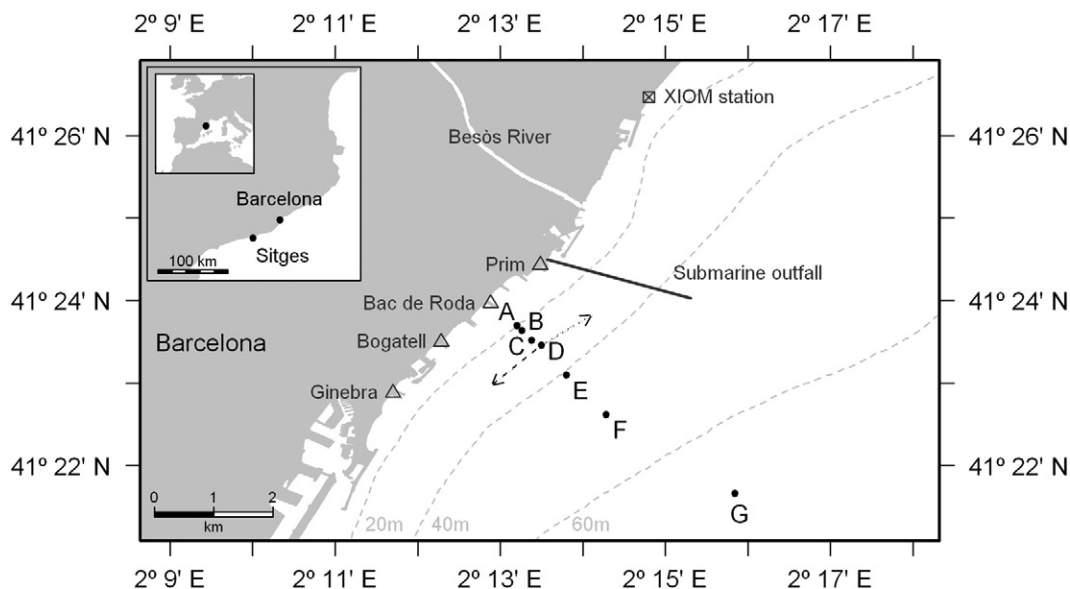 2º 9' E 2º 11' E 2º 13' E 2º 15' E 2º 17' E
XIOM station
41º 26' N Besòs River 41º 26' N
Barcelona
Sitges
100 km
Prim Submarine outfall
41º 24' N Bac de Roda 41º 24' N
A B
Barcelona Bogatell C D
E
Ginebra
F
41º 22' N 41º 22' N
G
0 1 2
km
20m 40m 60m
2º 9' E 2º 11' E 2º 13' E 2º 15' E 2º 17' E